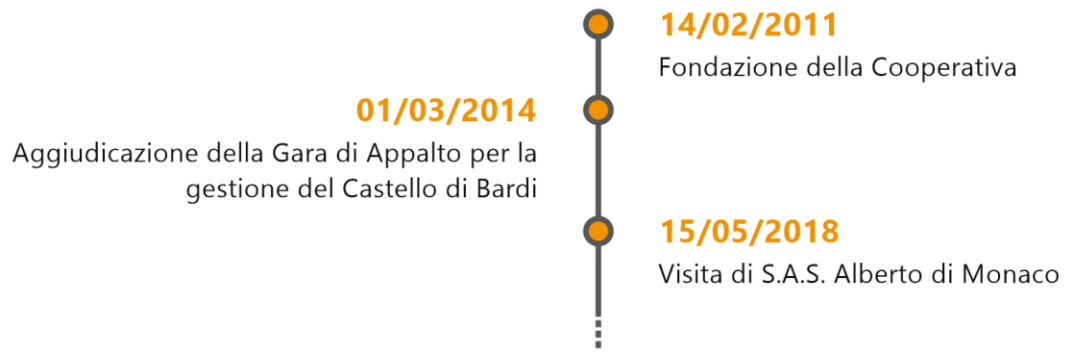 14/02/2011
Fondazione della Cooperativa
01/03/2014
Aggiudicazione della Gara di Appalto per la
gestione del Castello di Bardi
15/05/2018
Visita di S.A.S. Alberto di Monaco